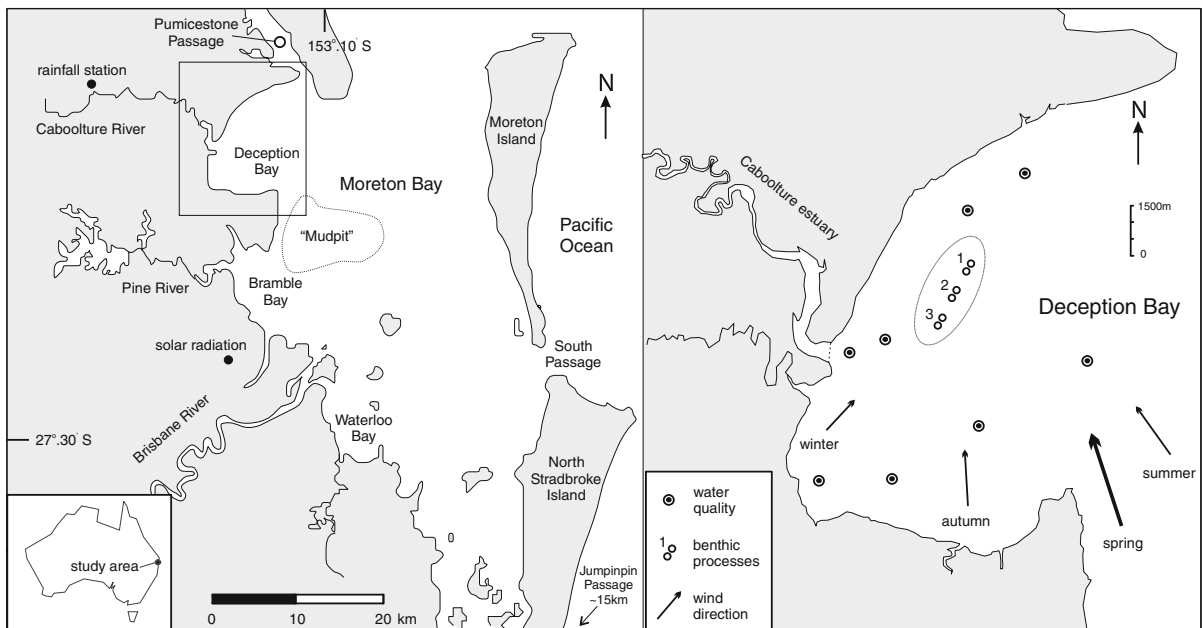 Pumicestone
Passage
153°.10' S
rainfall station
Caboolture River
Deception
Bay
Moreton Bay
Moreton
Island
N
Pacific
Ocean
"Mudpit"
Pine River
Bramble
Bay
solar radiation
South
Passage
Brisbane River
Waterloo
Bay
27°.30' S
North
Stradbroke
Island
study area
Jumpinpin
Passage
~15km
0 10 20 km
N
Caboolture estuary
1500m
0
1
2
3
Deception Bay
winter
summer
autumn
spring
water
quality
1
benthic
processes
wind
direction